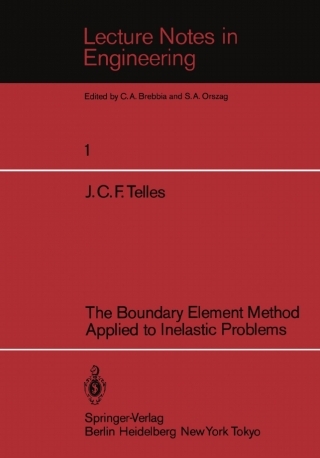 Lecture Notes in
Engineering
Edited by C.A. Brebbia and S.A. Orszag
1
J.C.F. Telles
The Boundary Element Method
Applied to Inelastic Problems
Springer-Verlag
Berlin Heidelberg New York Tokyo